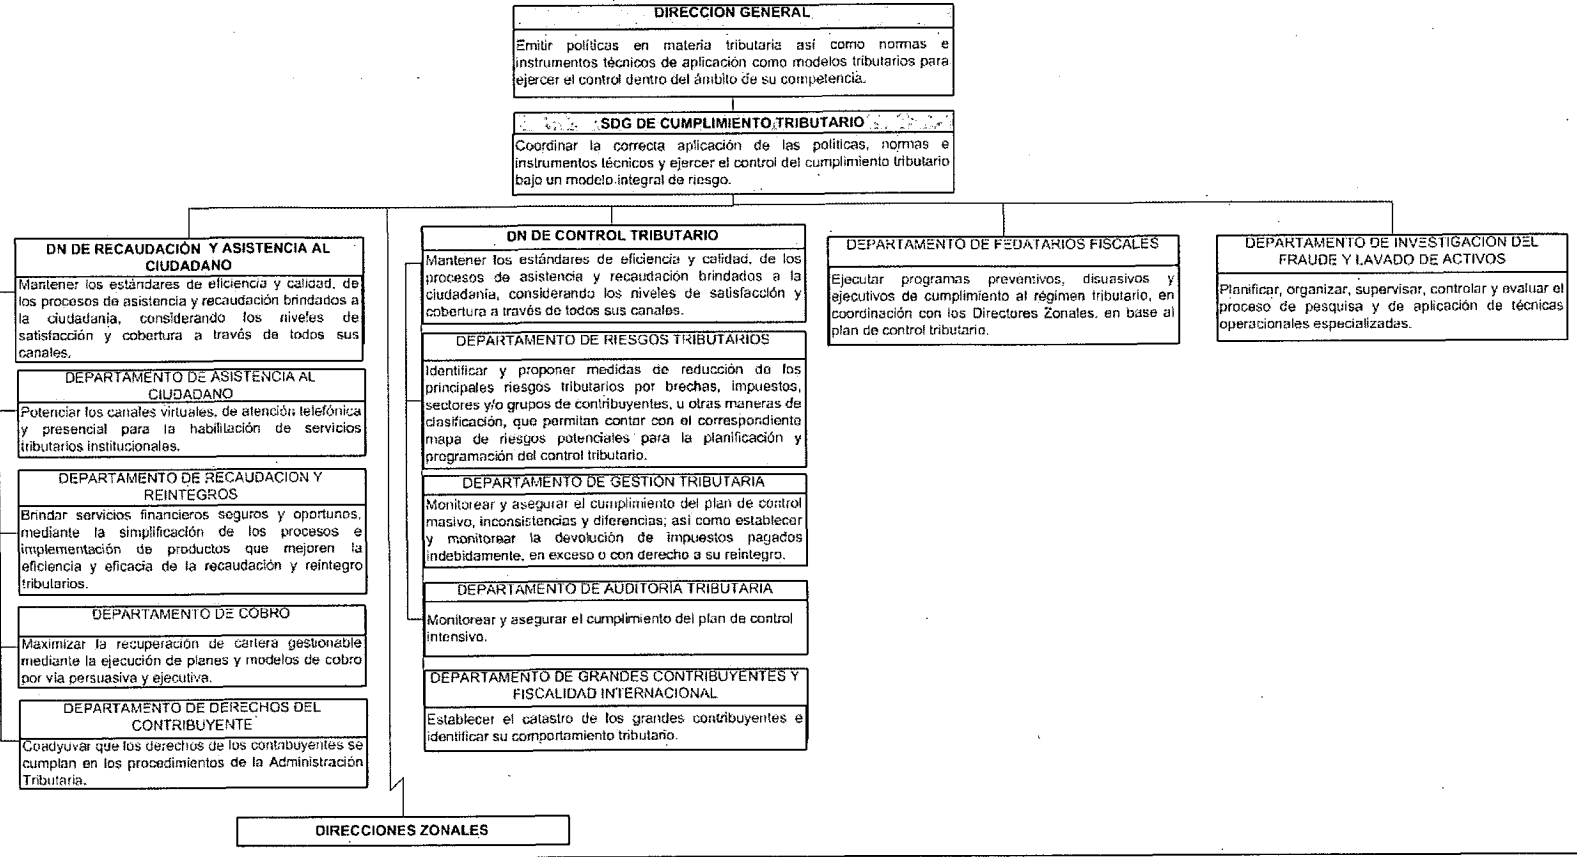 DIRECCION GENERAL
Emitir políticas en materia tributaria así como normas e
instrumentos técnicos de aplicación como modelos tributarios para
ejercer el control dentro del ámbito de su competencia.
SDG DE CUMPLIMIENTO TRIBUTARIO
Coordinar la correcta aplicación de las políticas, normas e
instrumentos técnicos y ejercer el control del cumplimiento tributario
bajo un modelo integral de riesgo.
DN DE RECAUDACIÓN Y ASISTENCIA AL
CIUDADANO
Mantener los estándares de eficiencia y calidad, de
los procesos de asistencia y recaudación brindados a
la ciudadanía, considerando los niveles de
satisfacción y cobertura a través de todos sus
canales.
DEPARTAMENTO DE ASISTENCIA AL
CIUDADANO
Potenciar los canales virtuales, de atención telefónica
y presencial para la habilitación de servicios
tributarios institucionales.
DEPARTAMENTO DE RECAUDACION Y
REINTEGROS
Brindar servicios financieros seguros y oportunos,
mediante la simplificación de los procesos e
implementación de productos que mejoren la
eficiencia y eficacia de la recaudación y reintegro
tributarios.
DEPARTAMENTO DE COBRO
Maximizar la recuperación de cartera gestionable
mediante la ejecución de planes y modelos de cobro
por vía persuasiva y ejecutiva.
DEPARTAMENTO DE DERECHOS DEL
CONTRIBUYENTE
Coadyuvar que los derechos de los contribuyentes se
cumplan en los procedimientos de la Administración
Tributaria.
DN DE CONTROL TRIBUTARIO
Mantener los estándares de eficiencia y calidad, de los
procesos de asistencia y recaudación brindados a la
ciudadanía, considerando los niveles de satisfacción y
cobertura a través de todos sus canales.
DEPARTAMENTO DE RIESGOS TRIBUTARIOS
Identificar y proponer medidas de reducción de los
principales riesgos tributarios por brechas, impuestos,
sectores y/o grupos de contribuyentes, u otras maneras de
clasificación, que permitan contar con el correspondiente
mapa de riesgos potenciales para la planificación y
programación del control tributario.
DEPARTAMENTO DE GESTIÓN TRIBUTARIA
Monitorear y asegurar el cumplimiento del plan de control
masivo, inconsistencias y diferencias; así como establecer
y monitorear la devolución de impuestos pagados
indebidamente, en exceso o con derecho a su reintegro.
DEPARTAMENTO DE AUDITORÍA TRIBUTARIA
Monitorear y asegurar el cumplimiento del plan de control
intensivo.
DEPARTAMENTO DE GRANDES CONTRIBUYENTES Y
FISCALIDAD INTERNACIONAL
Establecer el catastro de los grandes contribuyentes e
identificar su comportamiento tributario.
DEPARTAMENTO DE FEDATARIOS FISCALES
Ejecutar programas preventivos, disuasivos y
ejecutivos de cumplimiento al régimen tributario, en
coordinación con los Directores Zonales, en base al
plan de control tributario.
DEPARTAMENTO DE INVESTIGACIÓN DEL
FRAUDE Y LAVADO DE ACTIVOS
Planificar, organizar, supervisar, controlar y evaluar el
proceso de pesquisa y de aplicación de técnicas
operacionales especializadas.
DIRECCIONES ZONALES